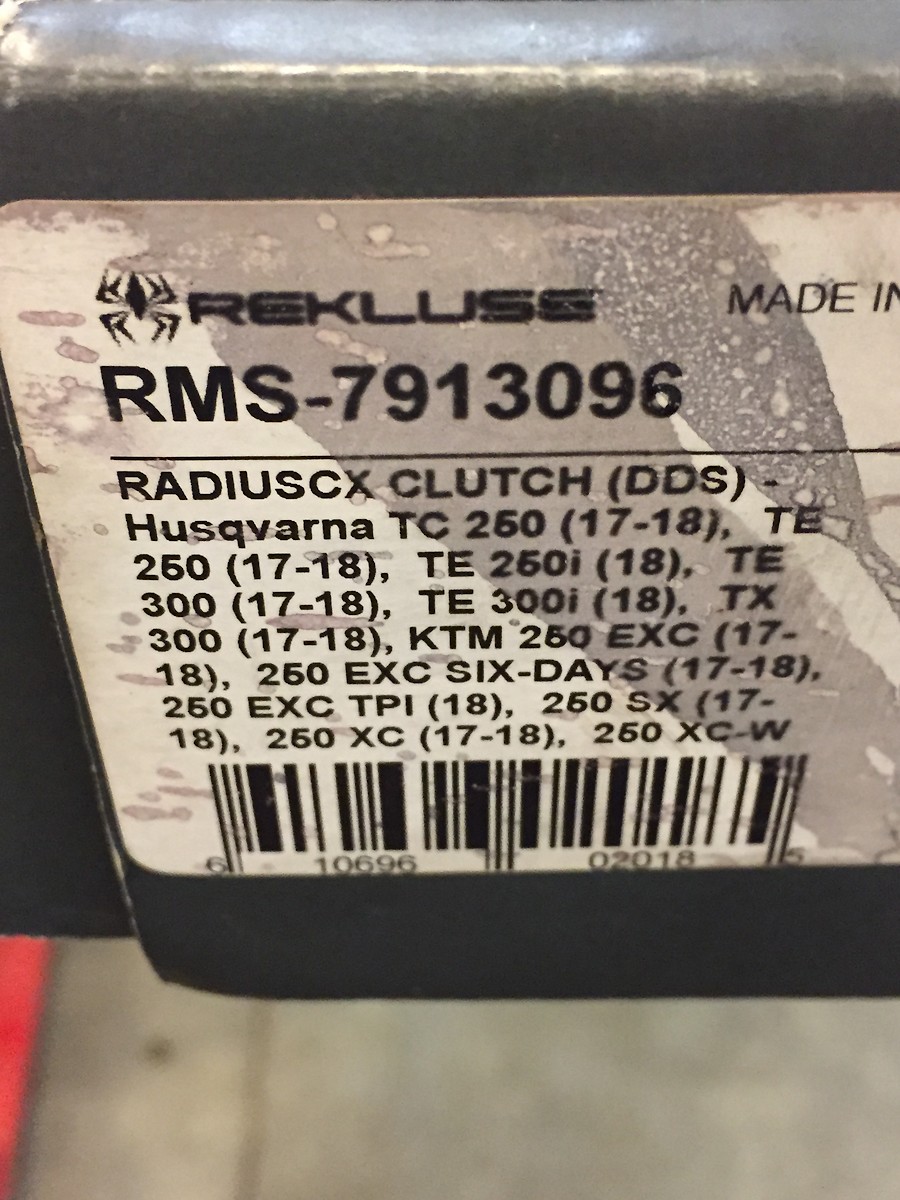 REKLUSE
MADE IN
RMS-7913096
RADIUSCX CLUTCH (DDS) -
Husqvarna TC 250 (17-18), TE
250 (17-18), TE 250i (18), TE
300 (17-18), TE 300i (18), TX
300 (17-18), KTM 250 EXC (17-
18), 250 EXC SIX-DAYS (17-18),
250 EXC TPI (18), 250 SX (17-
18), 250 XC (17-18), 250 XC-W
6 10696 02018 5